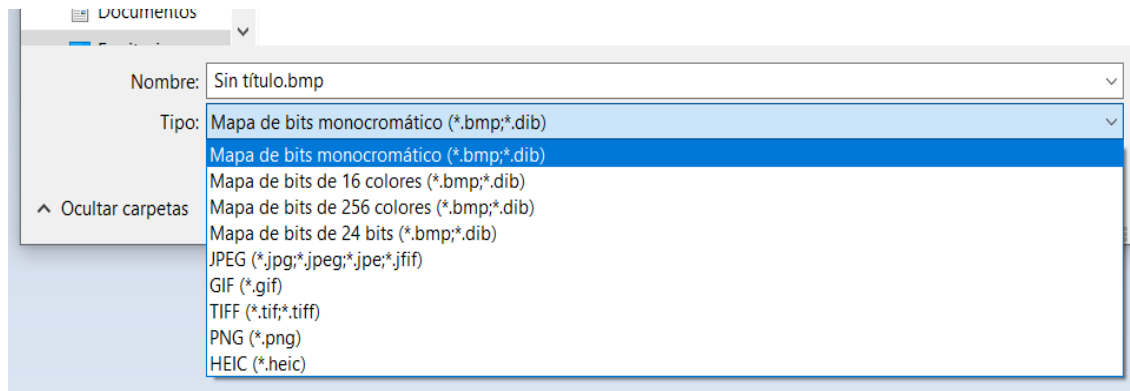 Documentos
Nombre: Sin título.bmp
Tipo: Mapa de bits monocromático (*.bmp;*.dib)
Mapa de bits monocromático (*.bmp;*.dib)
Mapa de bits de 16 colores (*.bmp;*.dib)
Mapa de bits de 256 colores (*.bmp;*.dib)
Ocultar carpetas
Mapa de bits de 24 bits (*.bmp;*.dib)
JPEG (*.jpg;*.jpeg;*.jpe;*.jfif)
GIF (*.gif)
TIFF (*.tif;*.tiff)
PNG (*.png)
HEIC (*.heic)